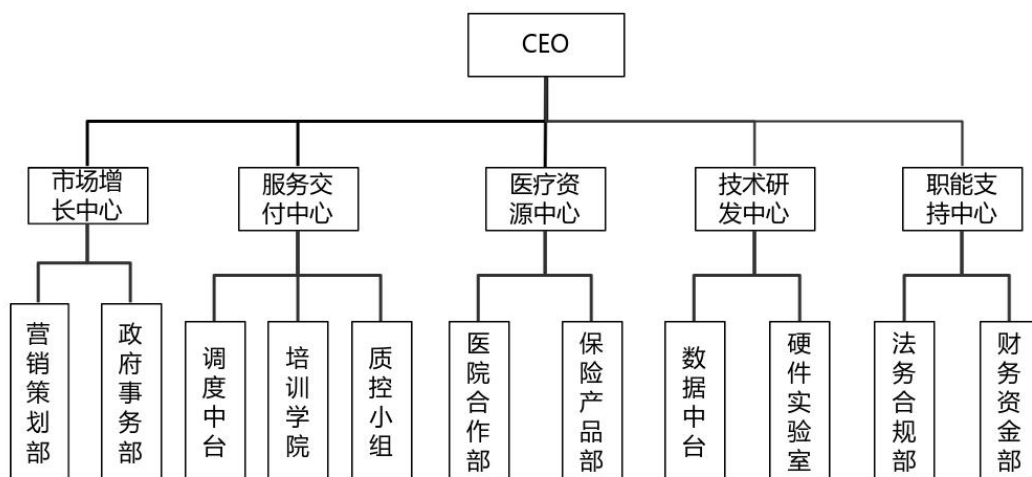 CEO
市场增
长中心
服务交
付中心
医疗资
源中心
技术研
发中心
职能支
持中心
营销策划部
政府事务部
调度中台
培训学院
质控小组
医院合作部
保险产品部
数据中台
硬件实验室
法务合规部
财务资金部